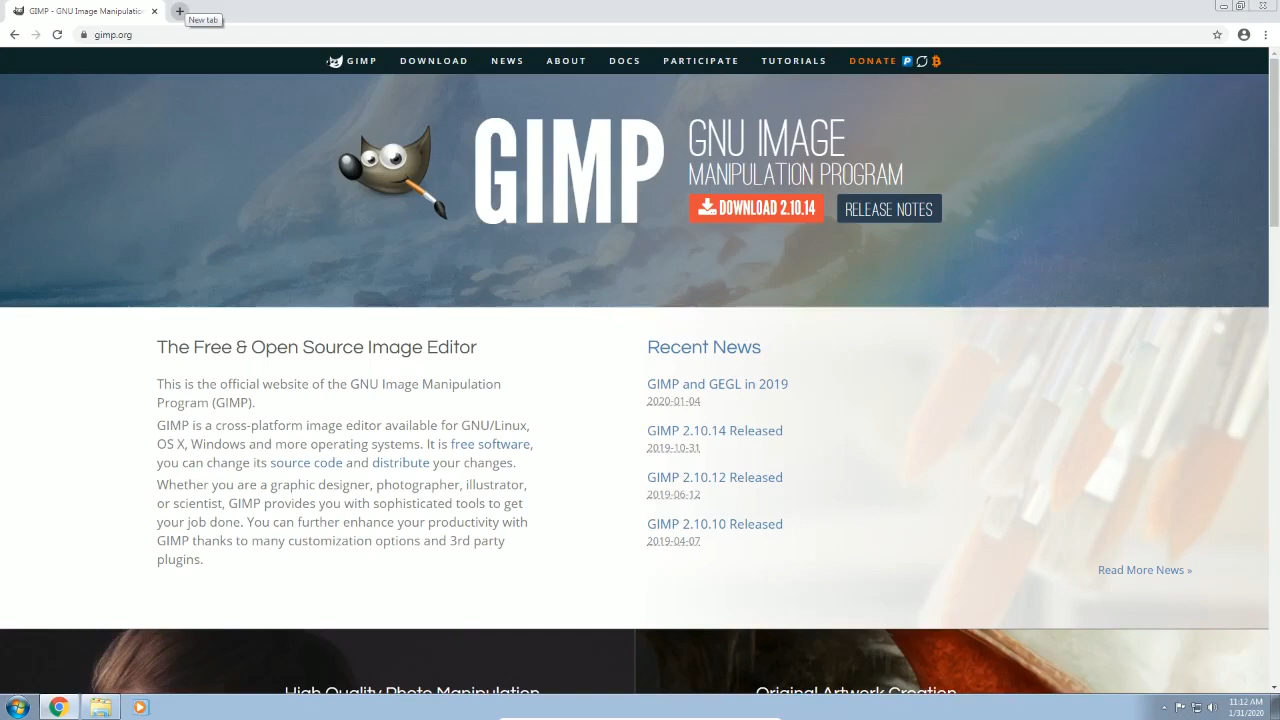 GIMP - GNU Image Manipulation
New tab
gimp.org
GIMP DOWNLOAD NEWS ABOUT DOCS PARTICIPATE TUTORIALS DONATE
GIMP
GNU IMAGE
MANIPULATION PROGRAM
DOWNLOAD 2.10.14 RELEASE NOTES
The Free & Open Source Image Editor
This is the official website of the GNU Image Manipulation
Program (GIMP).
GIMP is a cross-platform image editor available for GNU/Linux,
OS X, Windows and more operating systems. It is free software,
you can change its source code and distribute your changes.
Whether you are a graphic designer, photographer, illustrator,
or scientist, GIMP provides you with sophisticated tools to get
your job done. You can further enhance your productivity with
GIMP thanks to many customization options and 3rd party
plugins.
Recent News
GIMP and GEGL in 2019
2020-01-04
GIMP 2.10.14 Released
2019-10-31
GIMP 2.10.12 Released
2019-06-12
GIMP 2.10.10 Released
2019-04-07
Read More News »
High Quality Photo Manipulation
Original Artwork Creation
11:12 AM
1/31/2020